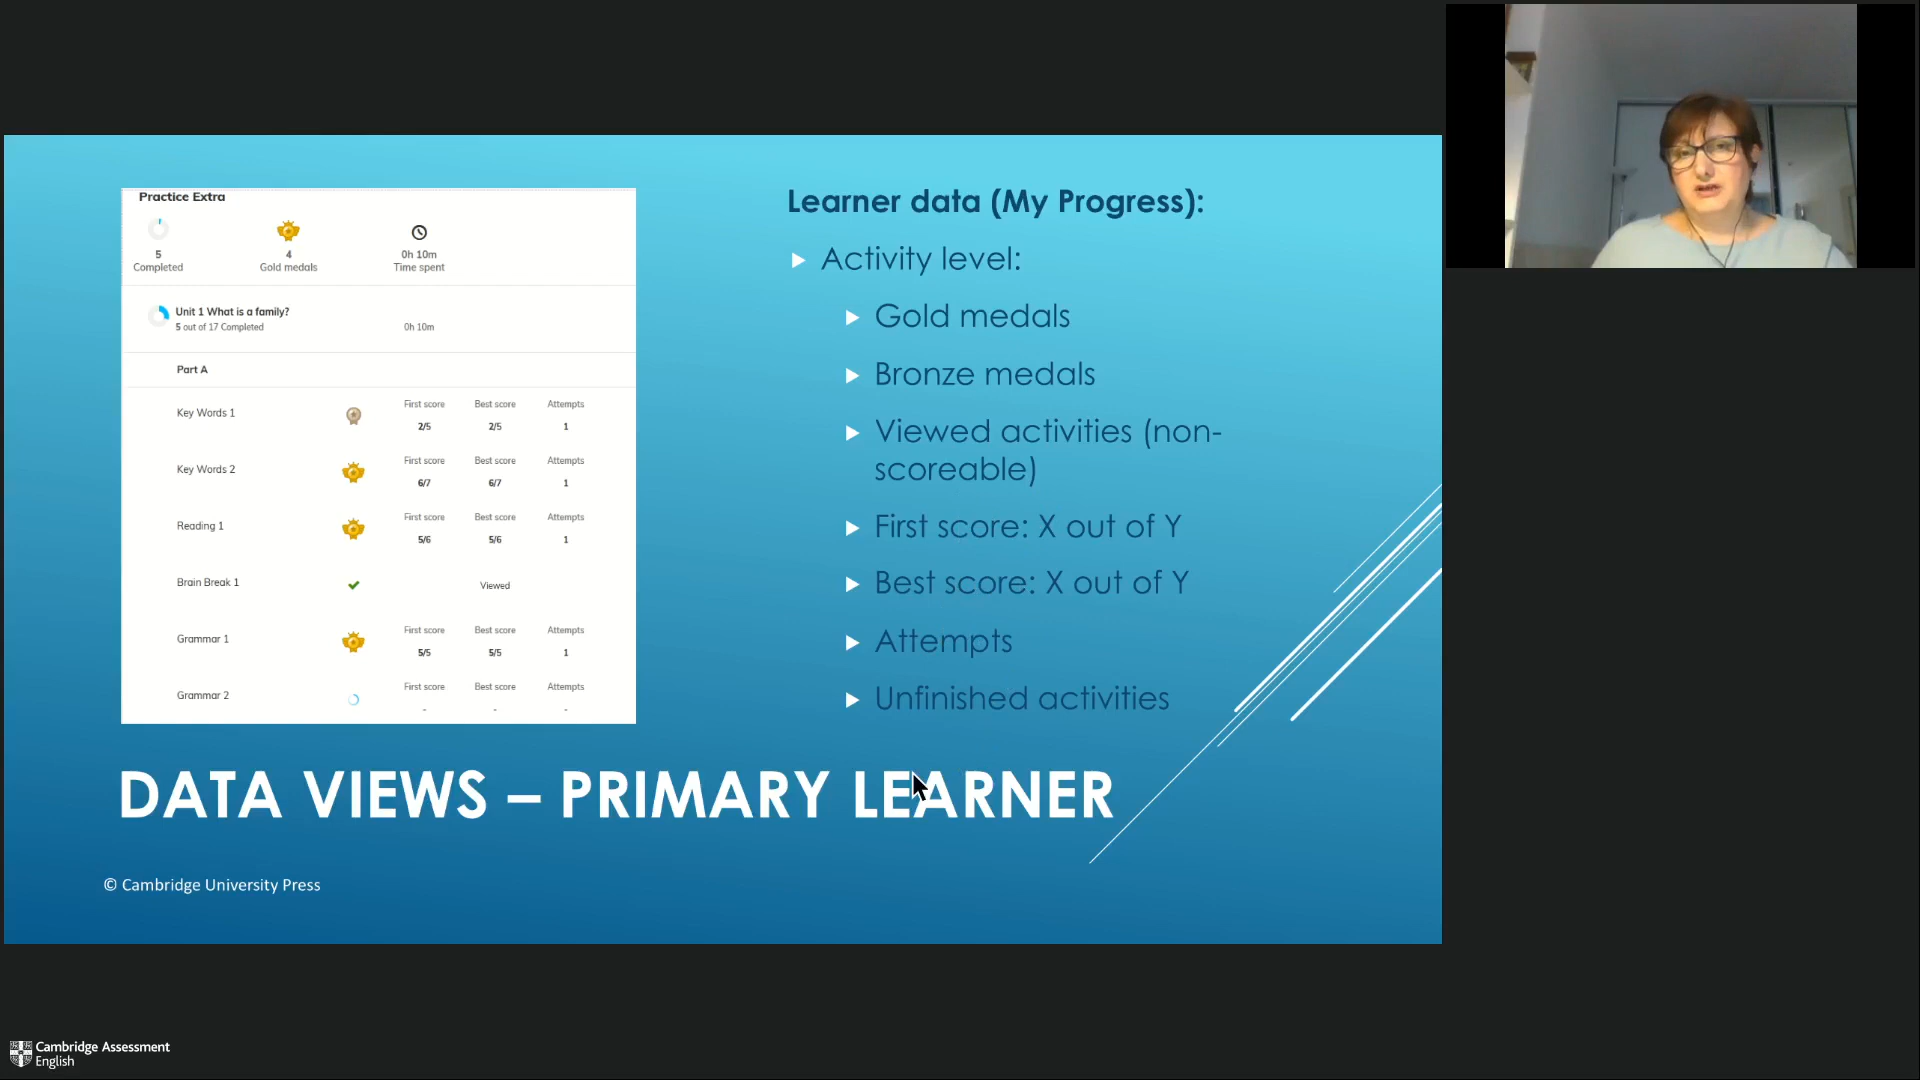 Practice Extra
5
Completed
4
Gold medals
0h 10m
Time spent
Unit 1 What is a family?
5 out of 17 Completed
0h 10m
Part A
Key Words 1
First score Best score Attempts
2/5 2/5 1
Key Words 2
First score Best score Attempts
6/7 6/7 1
Reading 1
First score Best score Attempts
5/6 5/6 1
Brain Break 1
Viewed
Grammar 1
First score Best score Attempts
5/5 5/5 1
Grammar 2
First score Best score Attempts
- - -
Learner data (My Progress):
Activity level:
Gold medals
Bronze medals
Viewed activities (non-
scoreable)
First score: X out of Y
Best score: X out of Y
Attempts
Unfinished activities
DATA VIEWS – PRIMARY LEARNER
© Cambridge University Press
Cambridge Assessment
English